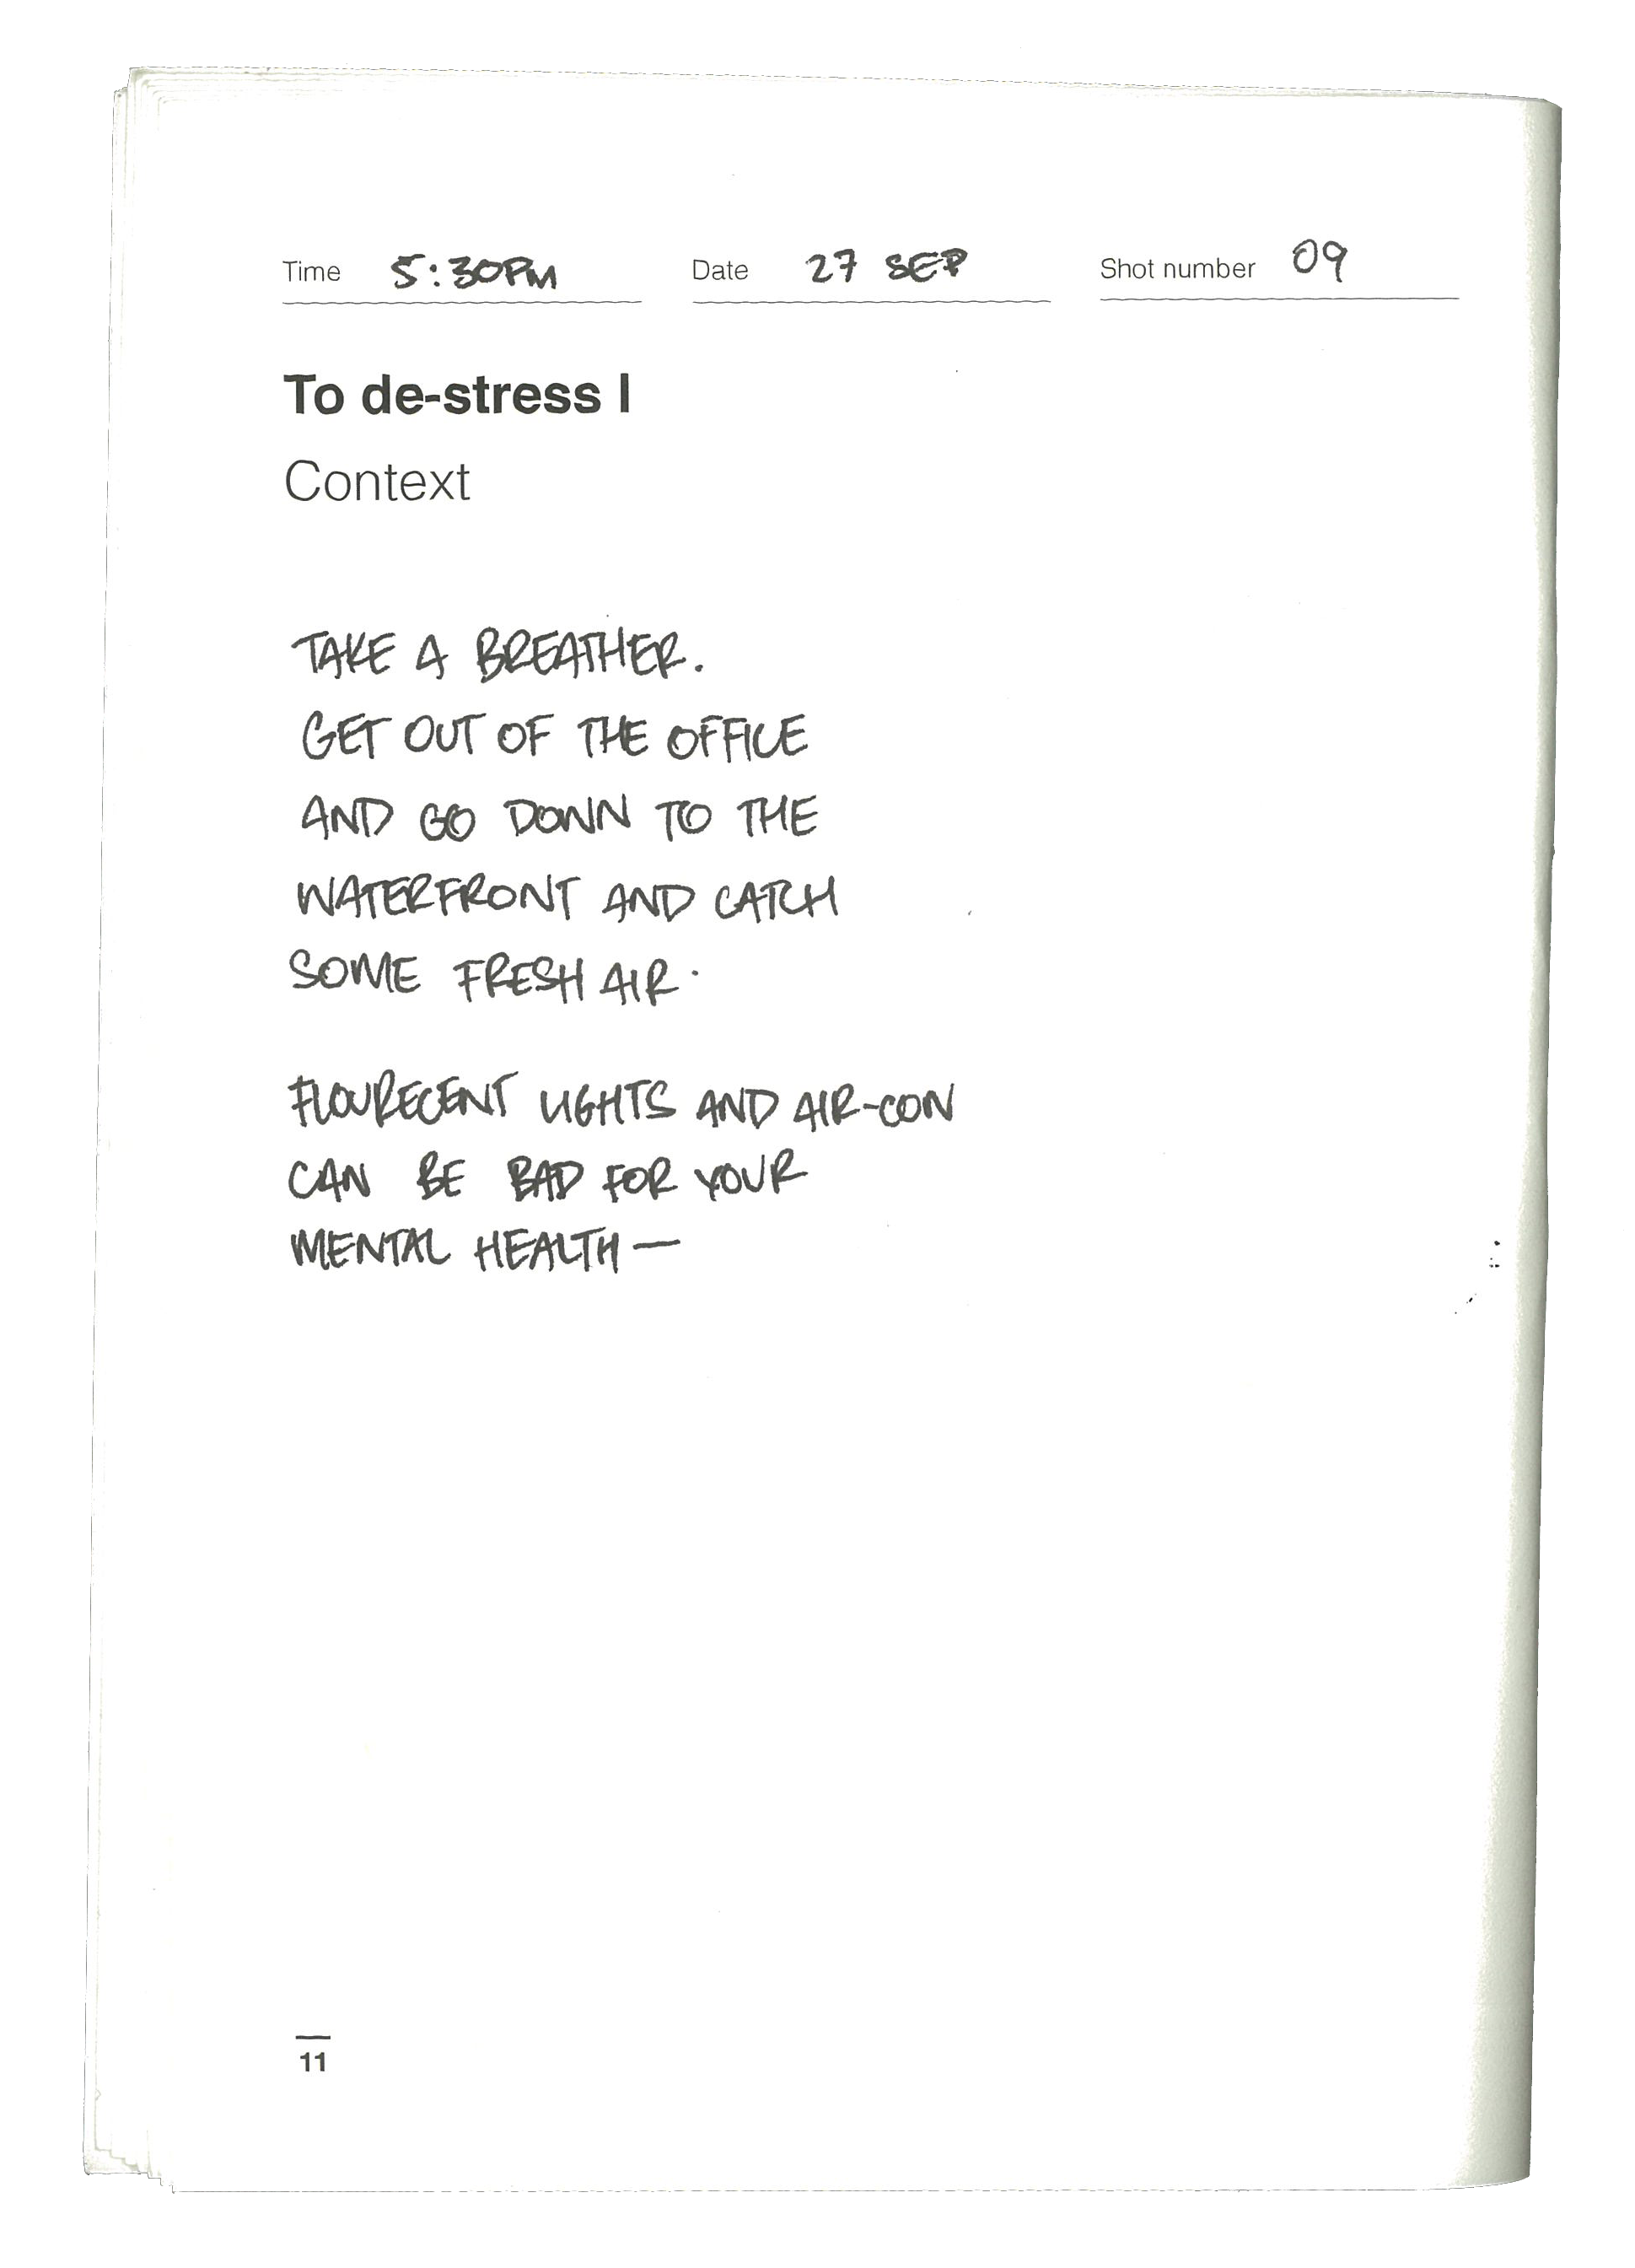 Time 5:30PM Date 27 SEP Shot number 09
To de-stress I
Context
TAKE A BREATHER.
GET OUT OF THE OFFICE
AND GO DOWN TO THE
WATERFRONT AND CATCH
SOME FRESH AIR.
FLOURECENT LIGHTS AND AIR-CON
CAN BE BAD FOR YOUR
MENTAL HEALTH —
11